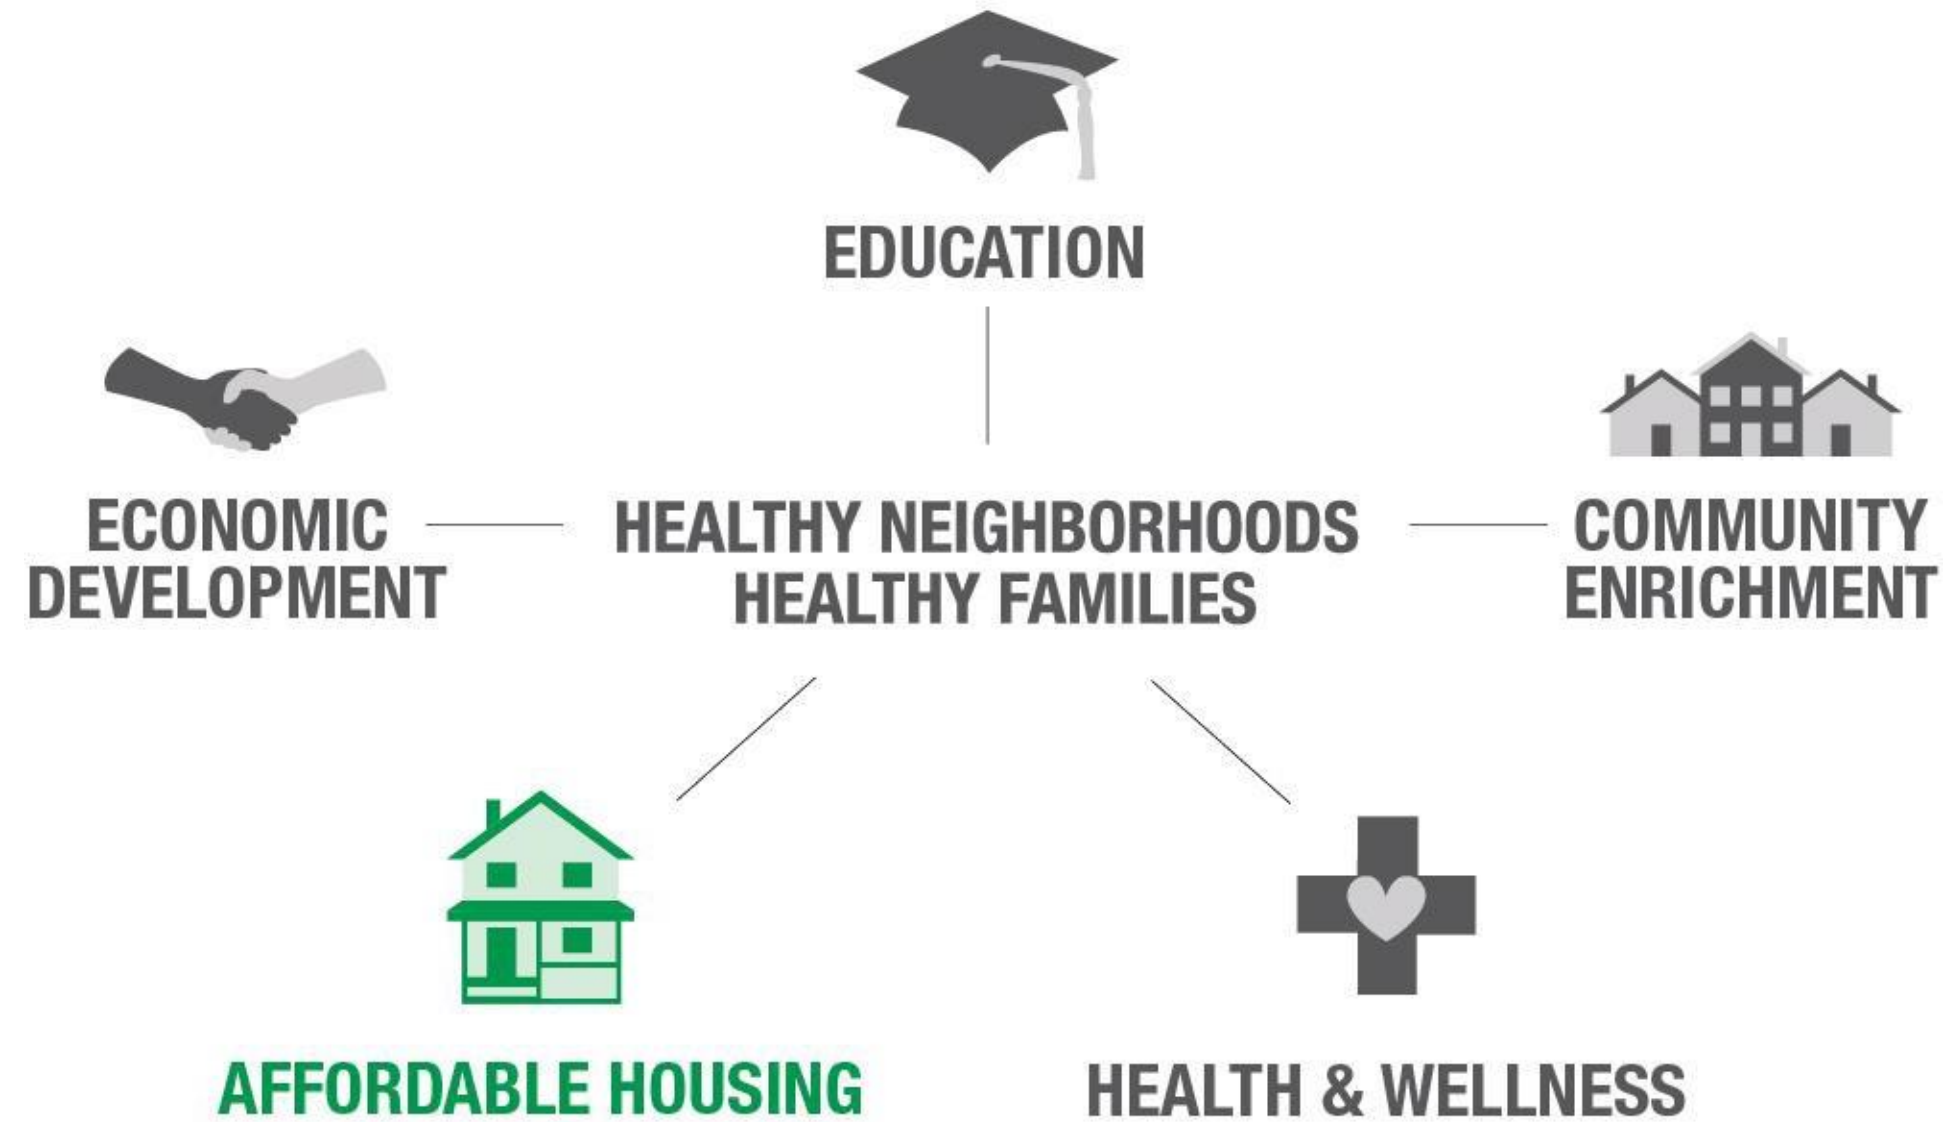 EDUCATION
ECONOMIC
DEVELOPMENT
HEALTHY NEIGHBORHOODS
HEALTHY FAMILIES
COMMUNITY
ENRICHMENT
AFFORDABLE HOUSING
HEALTH & WELLNESS